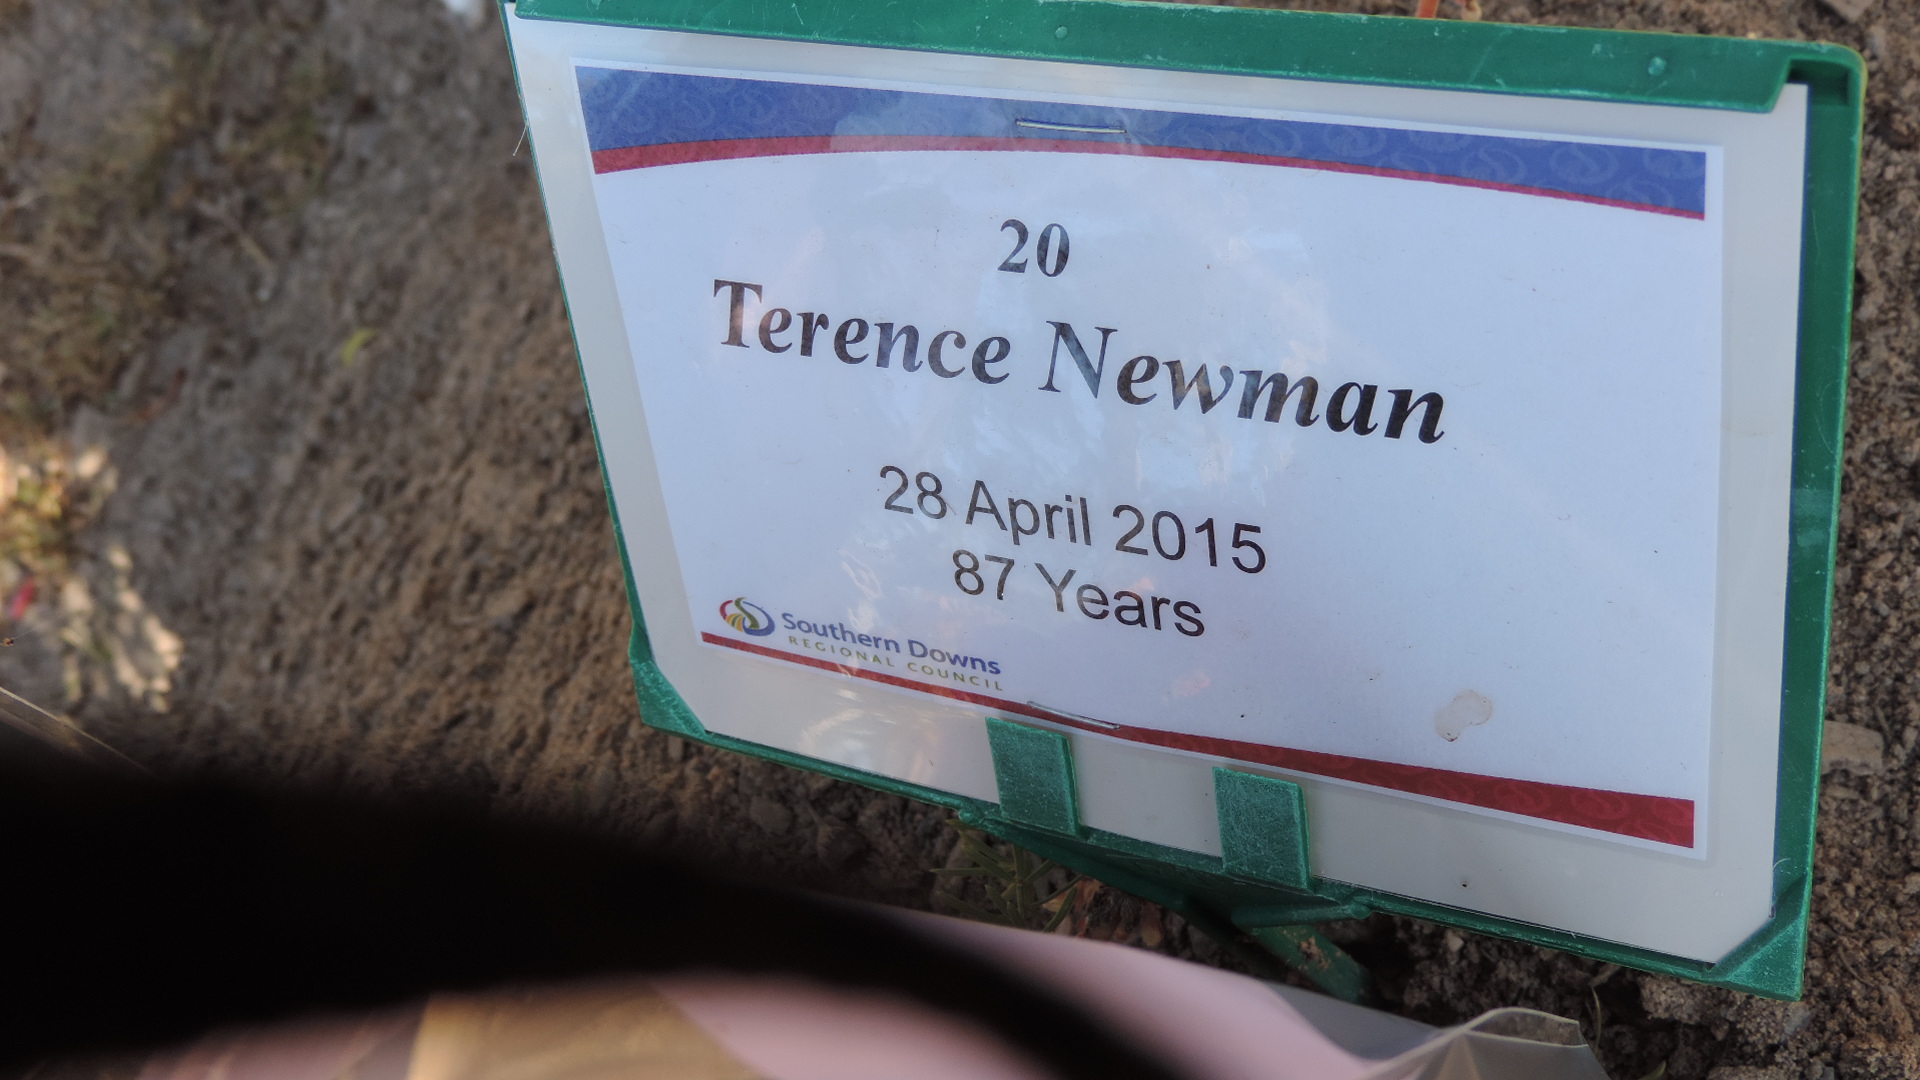 20
Terence Newman
28 April 2015
87 Years
Southern Downs
REGIONAL COUNCIL